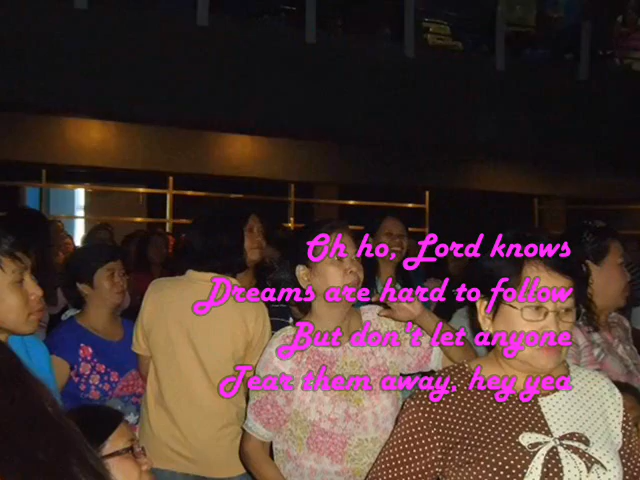 Oh ho, Lord knows
Dreams are hard to follow
But don't let anyone
Tear them away, hey yea